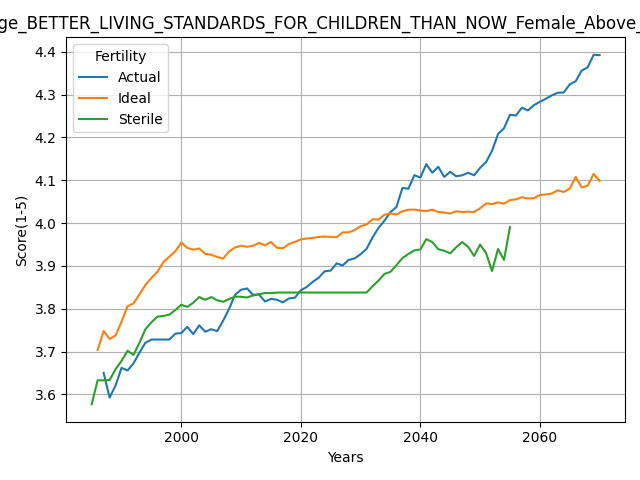 ge_BETTER_LIVING_STANDARDS_FOR_CHILDREN_THAN_NOW_Female_Above_
Fertility
Actual
Ideal
Sterile
Score(1-5)
4.4
4.3
4.2
4.1
4.0
3.9
3.8
3.7
3.6
2000 2020 2040 2060
Years